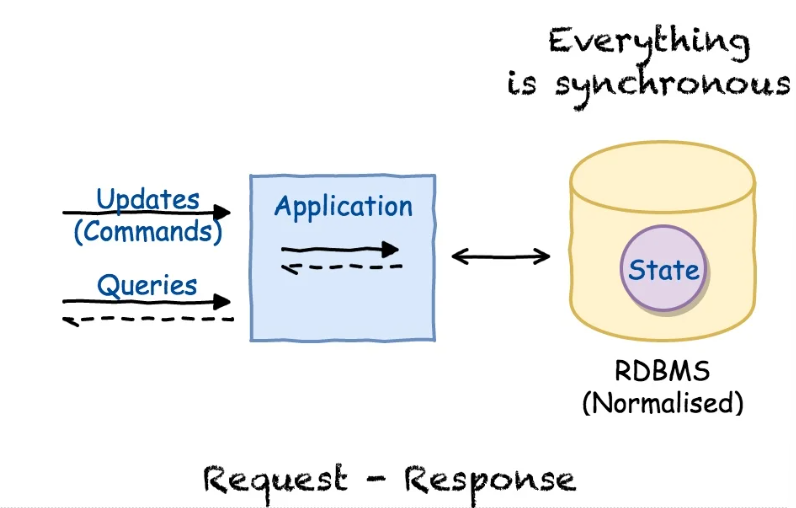 Everything
is synchronous
Updates
(Commands)
Queries
Application
State
RDBMS
(Normalised)
Request - Response